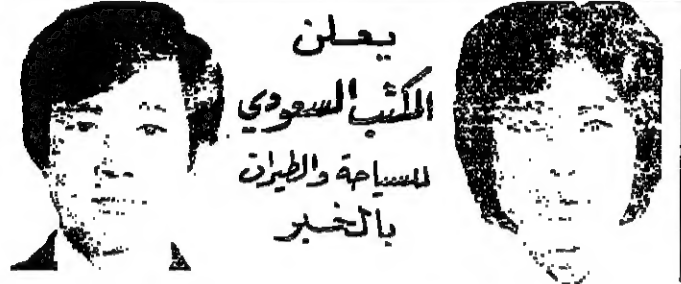 يعلن
المكتب السعودي
للسياحة والطيران
بالخبر